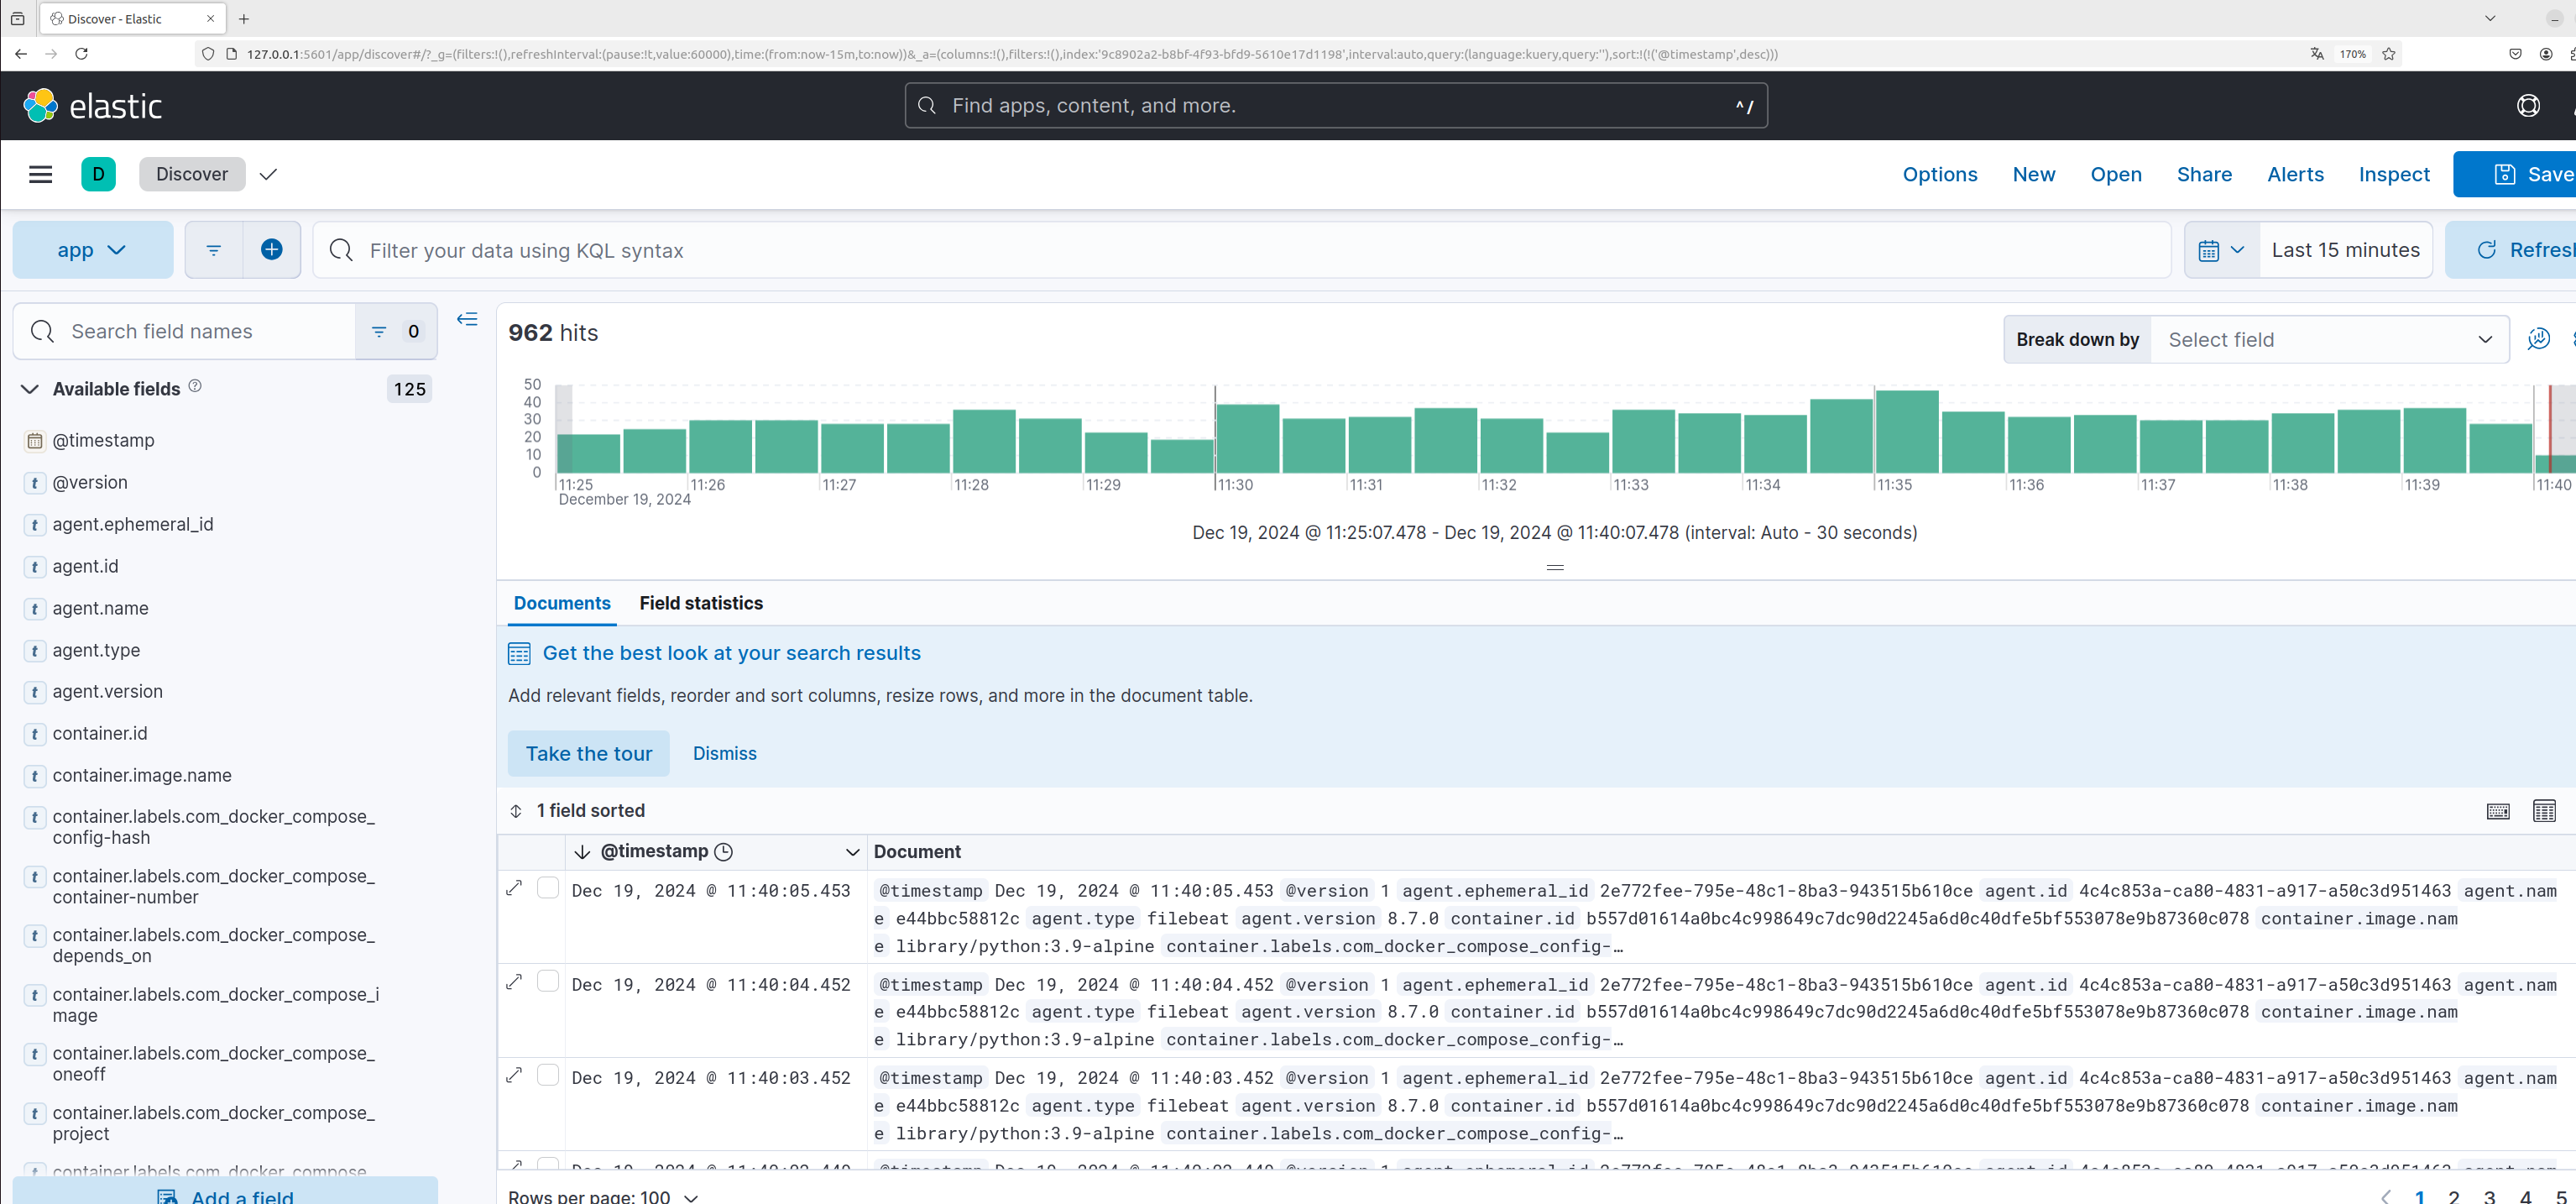 Discover - Elastic
127.0.0.1:5601/app/discover#/?_g=(filters:!(),refreshInterval:(pause:!t,value:60000),time:(from:now-15m,to:now))&_a=(columns:!(),filters:!(),index:'9c8902a2-b8bf-4f93-bfd9-5610e17d1198',interval:auto,query:(language:kuery,query:''),sort:!(!('@timestamp',desc)))
170%
elastic
Find apps, content, and more.
^/
D
Discover
Options
New
Open
Share
Alerts
Inspect
Save
app
Filter your data using KQL syntax
Last 15 minutes
Refresh
Search field names
0
Available fields
125
@timestamp
t @version
t agent.ephemeral_id
t agent.id
t agent.name
t agent.type
t agent.version
t container.id
t container.image.name
t container.labels.com_docker_compose_
config-hash
t container.labels.com_docker_compose_
container-number
t container.labels.com_docker_compose_
depends_on
t container.labels.com_docker_compose_i
mage
t container.labels.com_docker_compose_
oneoff
t container.labels.com_docker_compose_
project
t container.labels.com_docker_compose_
Add a field
962 hits
Break down by
Select field
50
40
30
20
10
0
11:25 11:26 11:27 11:28 11:29 11:30 11:31 11:32 11:33 11:34 11:35 11:36 11:37 11:38 11:39 11:40
December 19, 2024
Dec 19, 2024 @ 11:25:07.478 - Dec 19, 2024 @ 11:40:07.478 (interval: Auto - 30 seconds)
Documents
Field statistics
Get the best look at your search results
Add relevant fields, reorder and sort columns, resize rows, and more in the document table.
Take the tour
Dismiss
1 field sorted
@timestamp
Document
Dec 19, 2024 @ 11:40:05.453
@timestamp Dec 19, 2024 @ 11:40:05.453 @version 1 agent.ephemeral_id 2e772fee-795e-48c1-8ba3-943515b610ce agent.id 4c4c853a-ca80-4831-a917-a50c3d951463 agent.nam
e e44bbc58812c agent.type filebeat agent.version 8.7.0 container.id b557d01614a0bc4c998649c7dc90d2245a6d0c40dfe5bf553078e9b87360c078 container.image.nam
e library/python:3.9-alpine container.labels.com_docker_compose_config-…
Dec 19, 2024 @ 11:40:04.452
@timestamp Dec 19, 2024 @ 11:40:04.452 @version 1 agent.ephemeral_id 2e772fee-795e-48c1-8ba3-943515b610ce agent.id 4c4c853a-ca80-4831-a917-a50c3d951463 agent.nam
e e44bbc58812c agent.type filebeat agent.version 8.7.0 container.id b557d01614a0bc4c998649c7dc90d2245a6d0c40dfe5bf553078e9b87360c078 container.image.nam
e library/python:3.9-alpine container.labels.com_docker_compose_config-…
Dec 19, 2024 @ 11:40:03.452
@timestamp Dec 19, 2024 @ 11:40:03.452 @version 1 agent.ephemeral_id 2e772fee-795e-48c1-8ba3-943515b610ce agent.id 4c4c853a-ca80-4831-a917-a50c3d951463 agent.nam
e e44bbc58812c agent.type filebeat agent.version 8.7.0 container.id b557d01614a0bc4c998649c7dc90d2245a6d0c40dfe5bf553078e9b87360c078 container.image.nam
e library/python:3.9-alpine container.labels.com_docker_compose_config-…
Rows per page: 100
1 2 3 4 5